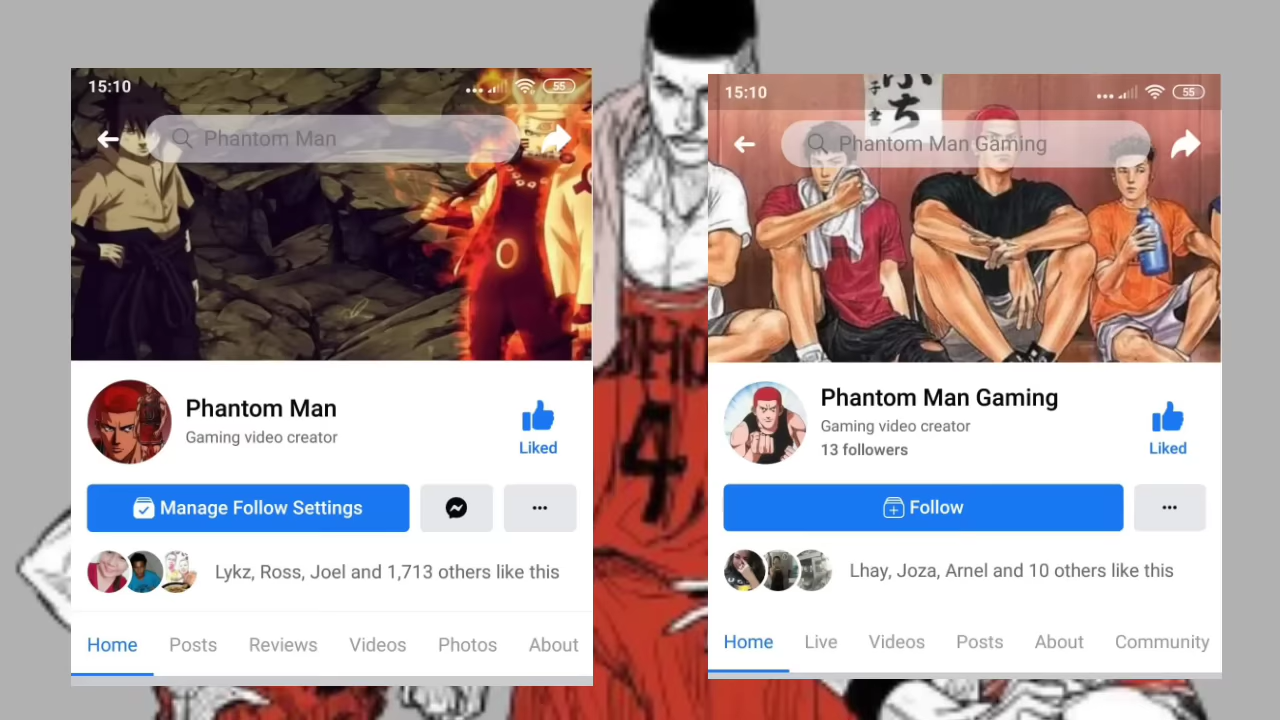 15:10
55
Phantom Man
Phantom Man
Gaming video creator
Liked
Manage Follow Settings
Lykz, Ross, Joel and 1,713 others like this
Home Posts Reviews Videos Photos About
4
15:10
55
Phantom Man Gaming
Phantom Man Gaming
Gaming video creator
13 followers
Liked
Follow
Lhay, Joza, Arnel and 10 others like this
Home Live Videos Posts About Community